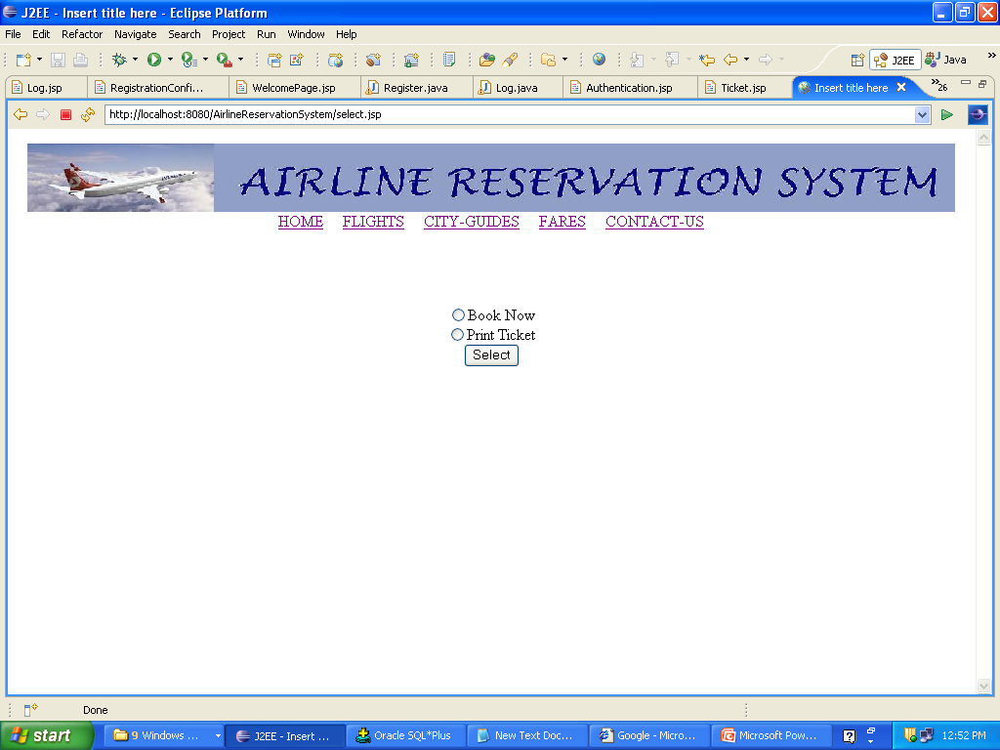 J2EE - Insert title here - Eclipse Platform
File Edit Refactor Navigate Search Project Run Window Help
J2EE Java »
Log.jsp RegistrationConfi... WelcomePage.jsp Register.java Log.java Authentication.jsp Ticket.jsp Insert title here »26
http://localhost:8080/AirlineReservationSystem/select.jsp
AIRLINE RESERVATION SYSTEM
HOME FLIGHTS CITY-GUIDES FARES CONTACT-US
Book Now
Print Ticket
Select
Done
start 9 Windows ... J2EE - Insert ... Oracle SQL*Plus New Text Doc... Google - Micro... Microsoft Pow... 12:52 PM